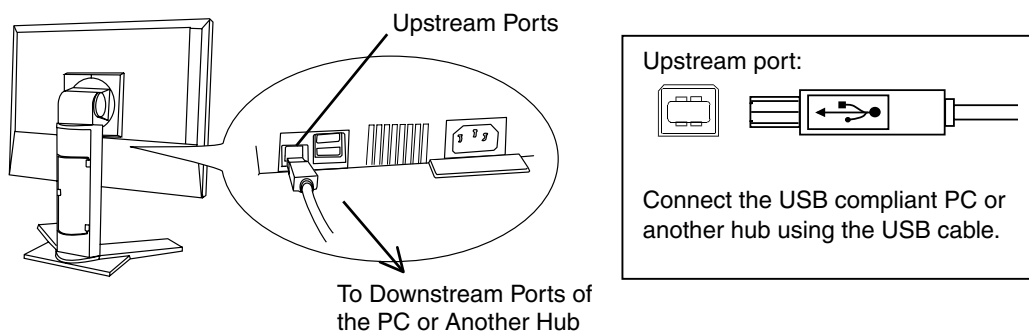 Upstream Ports
To Downstream Ports of
the PC or Another Hub
Upstream port:
Connect the USB compliant PC or
another hub using the USB cable.